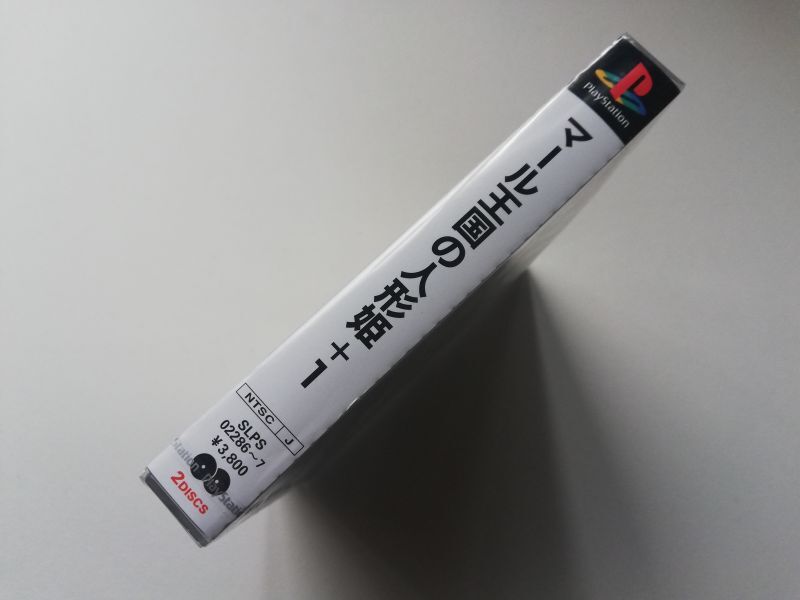 PlayStation
マール王国の人形姫+1
NTSC J
SLPS
02286～7
¥3,800
2DISCS